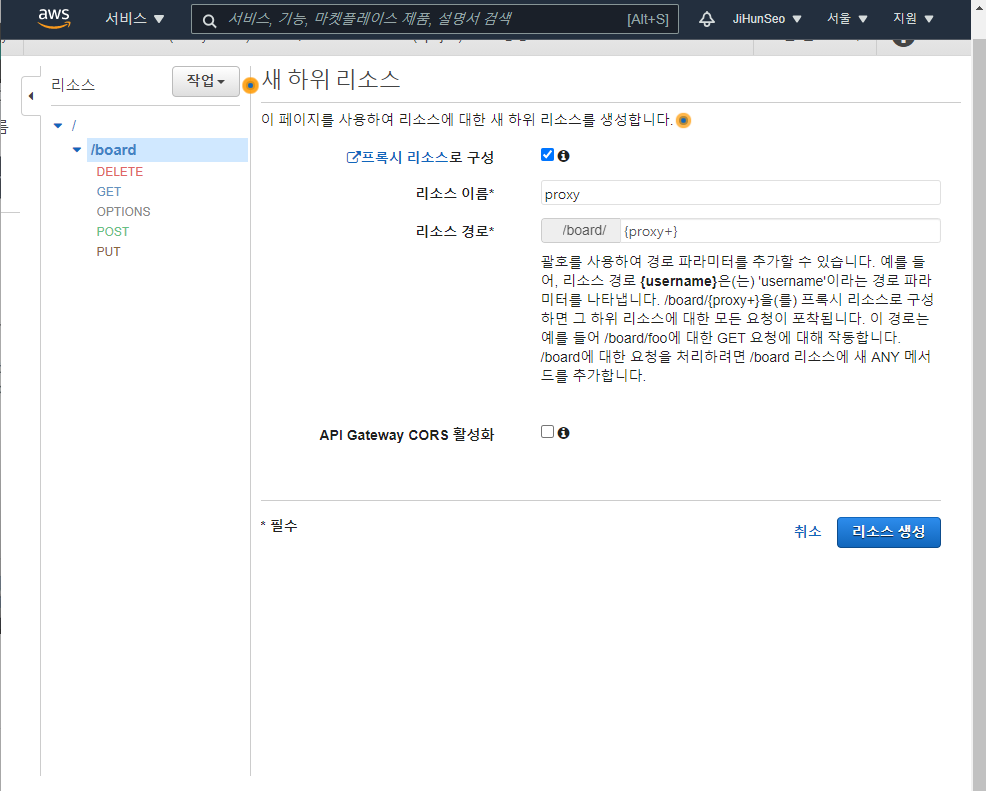 aws 서비스 ▼ 서비스, 기능, 마켓플레이스 제품, 설명서 검색 [Alt+S] JiHunSeo ▼ 서울 ▼ 지원 ▼
리소스 작업 새 하위 리소스
이 페이지를 사용하여 리소스에 대한 새 하위 리소스를 생성합니다.
/
/board
DELETE
GET
OPTIONS
POST
PUT
프록시 리소스로 구성
리소스 이름* proxy
리소스 경로* /board/ {proxy+}
괄호를 사용하여 경로 파라미터를 추가할 수 있습니다. 예를 들
어, 리소스 경로 {username}은(는) 'username'이라는 경로 파라
미터를 나타냅니다. /board/{proxy+}을(를) 프록시 리소스로 구성
하면 그 하위 리소스에 대한 모든 요청이 포착됩니다. 이 경로는
예를 들어 /board/foo에 대한 GET 요청에 대해 작동합니다.
/board에 대한 요청을 처리하려면 /board 리소스에 새 ANY 메서
드를 추가합니다.
API Gateway CORS 활성화
* 필수
취소 리소스 생성